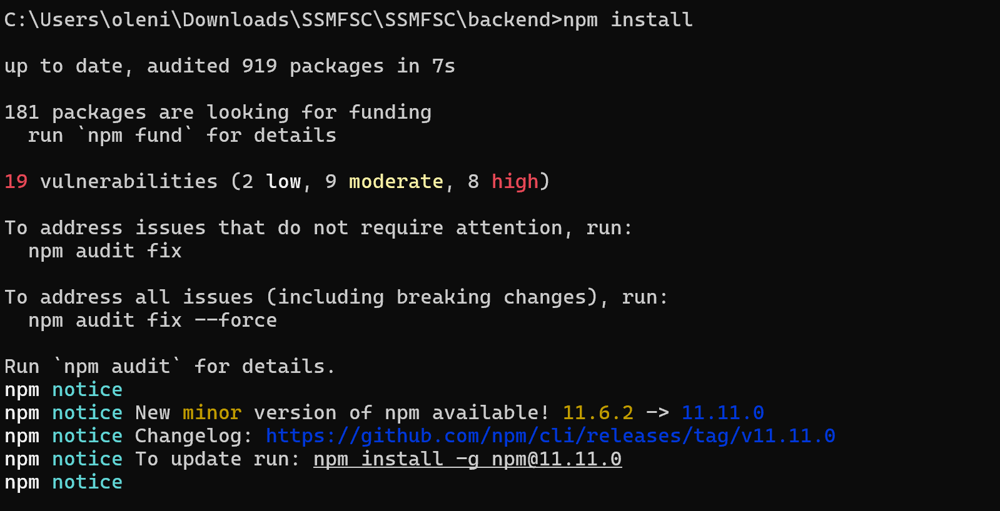 C:\Users\oleni\Downloads\SSMFSC\SSMFSC\backend>npm install
up to date, audited 919 packages in 7s
181 packages are looking for funding
  run `npm fund` for details
19 vulnerabilities (2 low, 9 moderate, 8 high)
To address issues that do not require attention, run:
  npm audit fix
To address all issues (including breaking changes), run:
  npm audit fix --force
Run `npm audit` for details.
npm notice
npm notice New minor version of npm available! 11.6.2 -> 11.11.0
npm notice Changelog: https://github.com/npm/cli/releases/tag/v11.11.0
npm notice To update run: npm install -g npm@11.11.0
npm notice